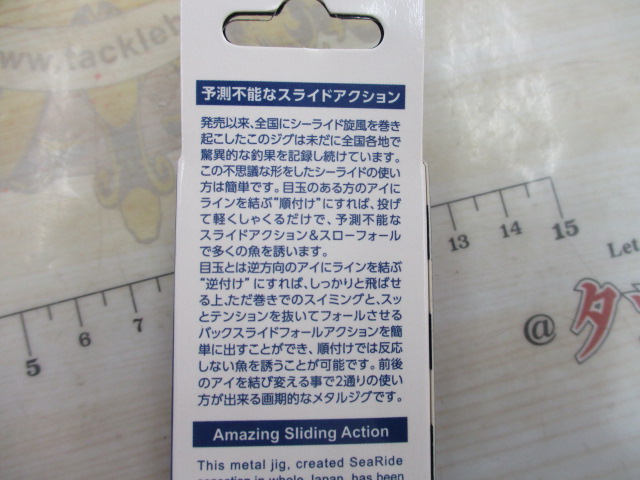 www.tackleb
予測不能なスライドアクション
発売以来、全国にシーライド旋風を巻き
起こしたこのジグは未だに全国各地で
驚異的な釣果を記録し続けています。
この不思議な形をしたシーライドの使い
方は簡単です。目玉のある方のアイに
ラインを結ぶ"順付け"にすれば、投げ
て軽くしゃくるだけで、予測不能な
スライドアクション&スローフォール
で多くの魚を誘います。
目玉とは逆方向のアイにラインを結ぶ
"逆付け"にすれば、しっかりと飛ばせ
る上、ただ巻きでのスイミングと、スッ
とテンションを抜いてフォールさせる
バックスライドフォールアクションを簡
単に出すことができ、順付けでは反応
しない魚を誘うことが可能です。前後
のアイを結び変える事で2通りの使い
方が出来る画期的なメタルジグです。
Amazing Sliding Action
This metal jig, created SeaRide
sensation in whole Japan, has been
5 6 7
13 14 15
Let
@タッ